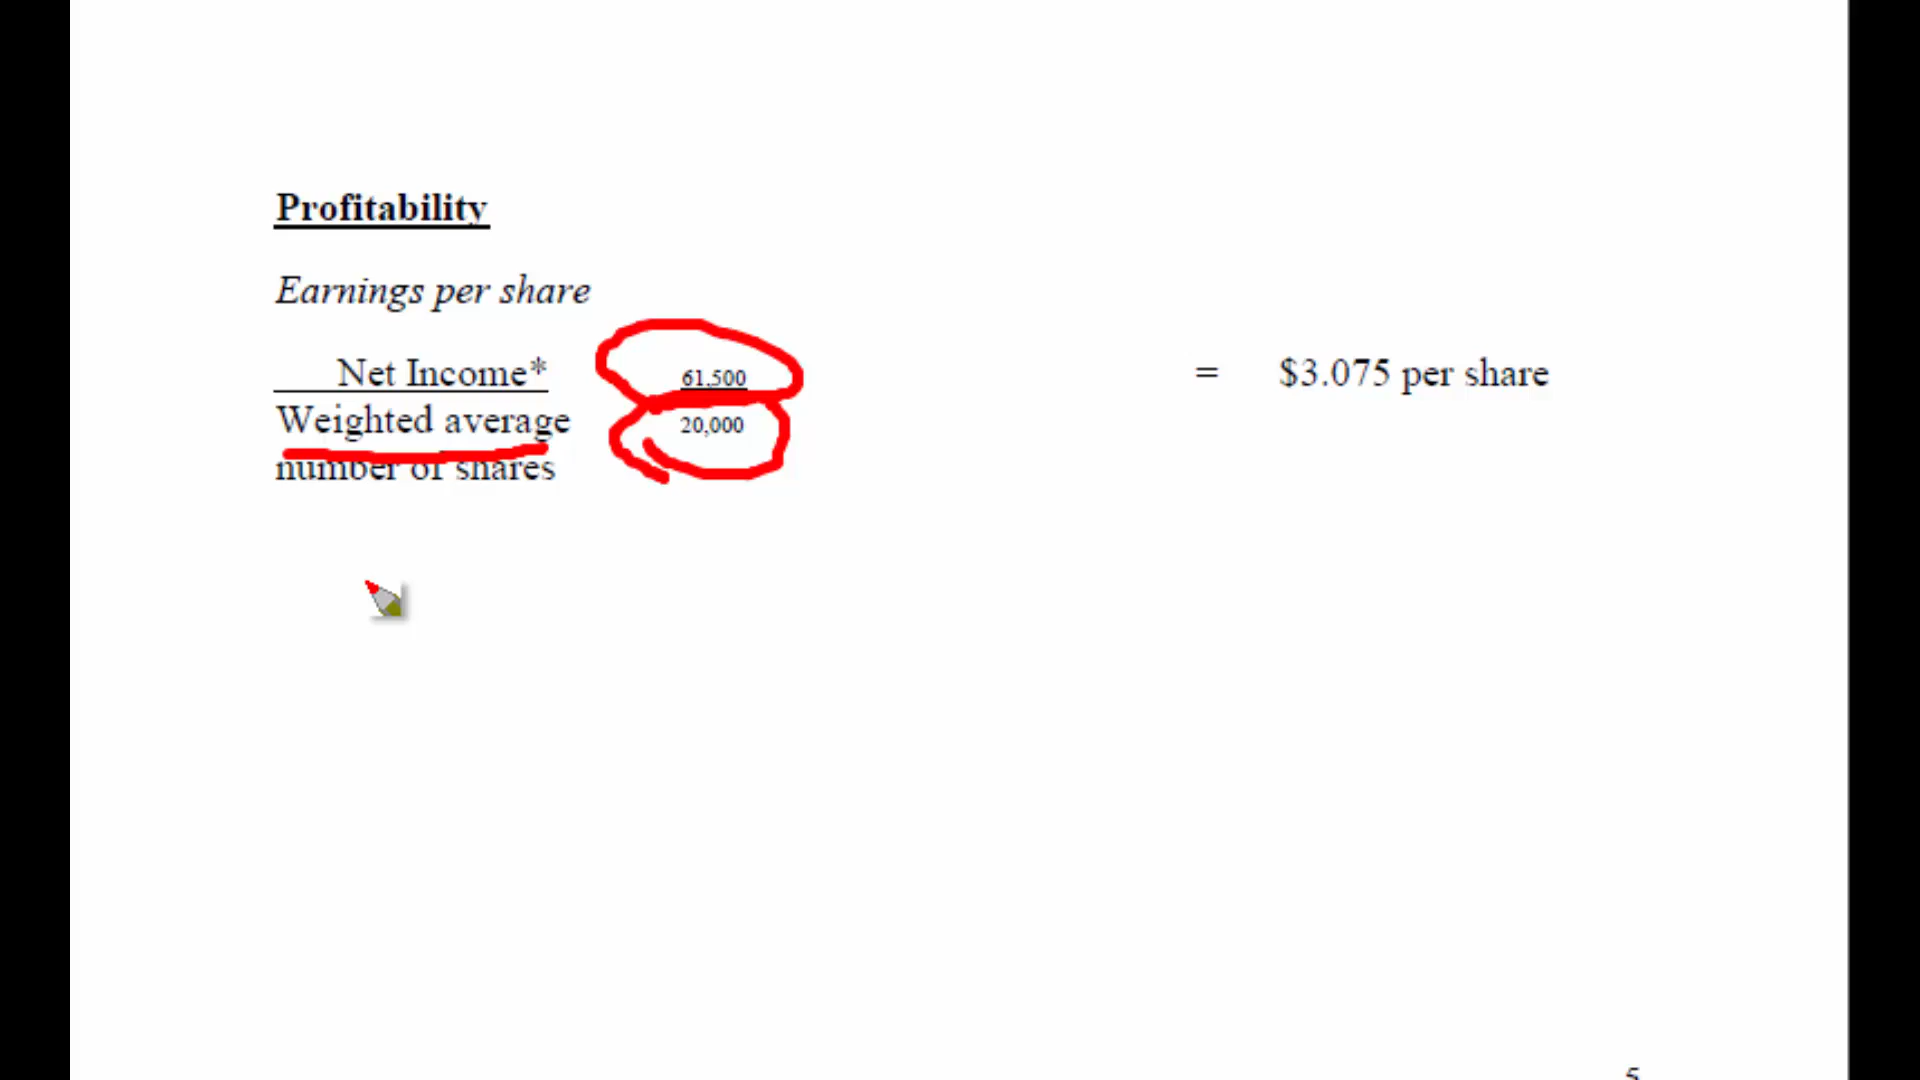 Profitability
Earnings per share
Net Income* 61,500 = $3.075 per share
Weighted average 20,000
number of shares
5